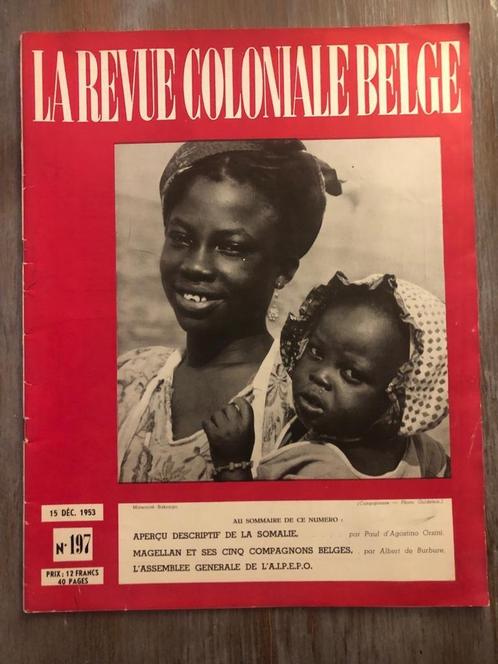 LA REVUE COLONIALE BELGE
Maternité Bakongo.
(Congopresse — Photo Goldstein.)
15 DÉC. 1953
N° 197
PRIX : 12 FRANCS
40 PAGES
AU SOMMAIRE DE CE NUMERO :
APERÇU DESCRIPTIF DE LA SOMALIE, . . . . . par Paul d'Agostino Orsini.
MAGELLAN ET SES CINQ COMPAGNONS BELGES, . . par Albert de Burbure.
L'ASSEMBLEE GENERALE DE L'A.I.P.E.P.O.